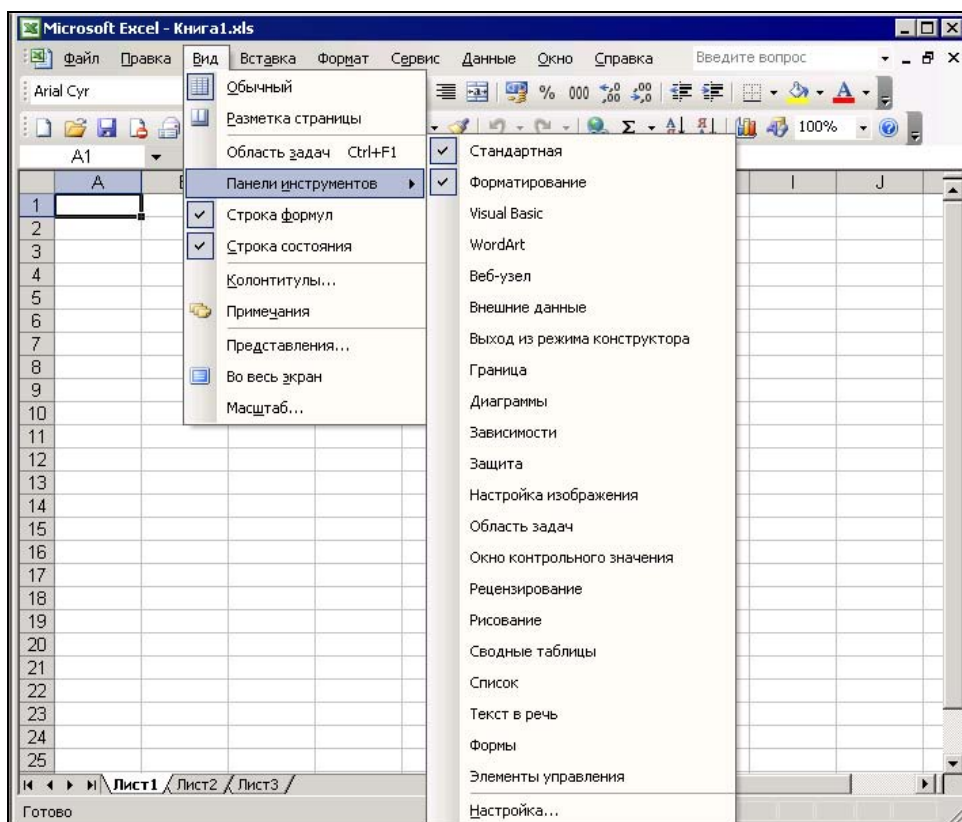 Microsoft Excel - Книга1.xls
Файл Правка Вид Вставка Формат Сервис Данные Окно Справка Введите вопрос
Arial Cyr % 000
100%
A1
Обычный
Разметка страницы
Область задач Ctrl+F1
Панели инструментов
Строка формул
Строка состояния
Колонтитулы...
Примечания
Представления...
Во весь экран
Масштаб...
Стандартная
Форматирование
Visual Basic
WordArt
Веб-узел
Внешние данные
Выход из режима конструктора
Граница
Диаграммы
Зависимости
Защита
Настройка изображения
Область задач
Окно контрольного значения
Рецензирование
Рисование
Сводные таблицы
Список
Текст в речь
Формы
Элементы управления
Настройка...
A I J
1
2
3
4
5
6
7
8
9
10
11
12
13
14
15
16
17
18
19
20
21
22
23
24
25
Лист1 Лист2 Лист3
Готово